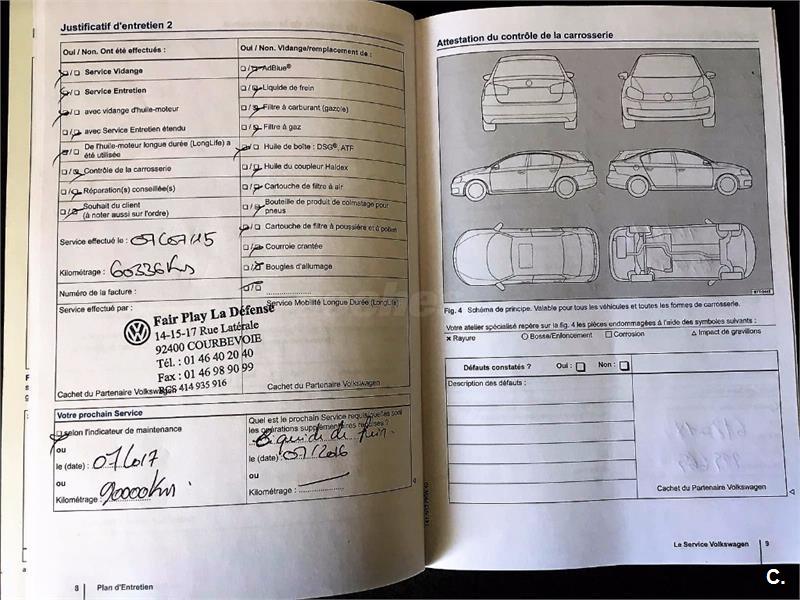 Justificatif d'entretien 2
Oui / Non. Ont été effectués :
Service Vidange
Service Entretien
avec vidange d'huile-moteur
avec Service Entretien étendu
De l'huile-moteur longue durée (LongLife) a
été utilisée
Contrôle de la carrosserie
Réparation(s) conseillée(s)
Souhait du client
(à noter aussi sur l'ordre)
Service effectué le : 07/07/15
Kilométrage : 60336 Km
Numéro de la facture :
Service effectué par :
Fair Play La Défense
14-15-17 Rue Latérale
92400 COURBEVOIE
Tél. : 01 46 40 20 40
Fax : 01 46 98 90 99
RCS 414 935 916
Cachet du Partenaire Volkswagen
Oui / Non. Vidange/remplacement de :
AdBlue®
Liquide de frein
Filtre à carburant (gazole)
Filtre à gaz
Huile de boîte : DSG®, ATF
Huile du coupleur Haldex
Cartouche de filtre à air
Bouteille de produit de colmatage pour
pneus
Cartouche de filtre à poussière et à pollen
Courroie crantée
Bougies d'allumage
Service Mobilité Longue Durée (LongLife)
Cachet du Partenaire Volkswagen
Votre prochain Service
selon l'indicateur de maintenance
ou
le (date) : 07/2017
ou
Kilométrage : 90000 Km
Quel est le prochain Service requis/quelles sont
les opérations supplémentaires requises ?
Liquide de frein.
le (date) : 07/2016
ou
Kilométrage :
8 Plan d'Entretien
Attestation du contrôle de la carrosserie
Fig. 4 Schéma de principe. Valable pour tous les véhicules et toutes les formes de carrosserie.
Votre atelier spécialisé repère sur la fig. 4 les pièces endommagées à l'aide des symboles suivants :
× Rayure ○ Bosse/Enfoncement □ Corrosion △ Impact de gravillons
Défauts constatés ? Oui : □ Non : □
Description des défauts :
Cachet du Partenaire Volkswagen
Le Service Volkswagen 9
C.